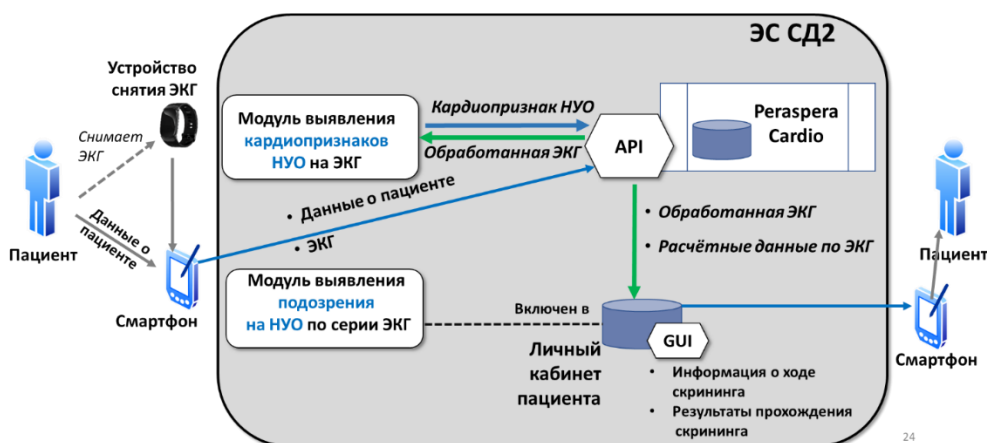 ЭС СД2
Устройство
снятия ЭКГ
Снимает
ЭКГ
Пациент
Данные о
пациенте
Смартфон
Модуль выявления
кардиопризнаков
НУО на ЭКГ
Кардиопризнак НУО
Обработанная ЭКГ
API
Peraspera
Cardio
• Данные о пациенте
• ЭКГ
• Обработанная ЭКГ
• Расчётные данные по ЭКГ
Модуль выявления
подозрения
на НУО по серии ЭКГ
Включен в
GUI
Личный
кабинет
пациента
• Информация о ходе
скрининга
• Результаты прохождения
скрининга
Пациент
Смартфон
24